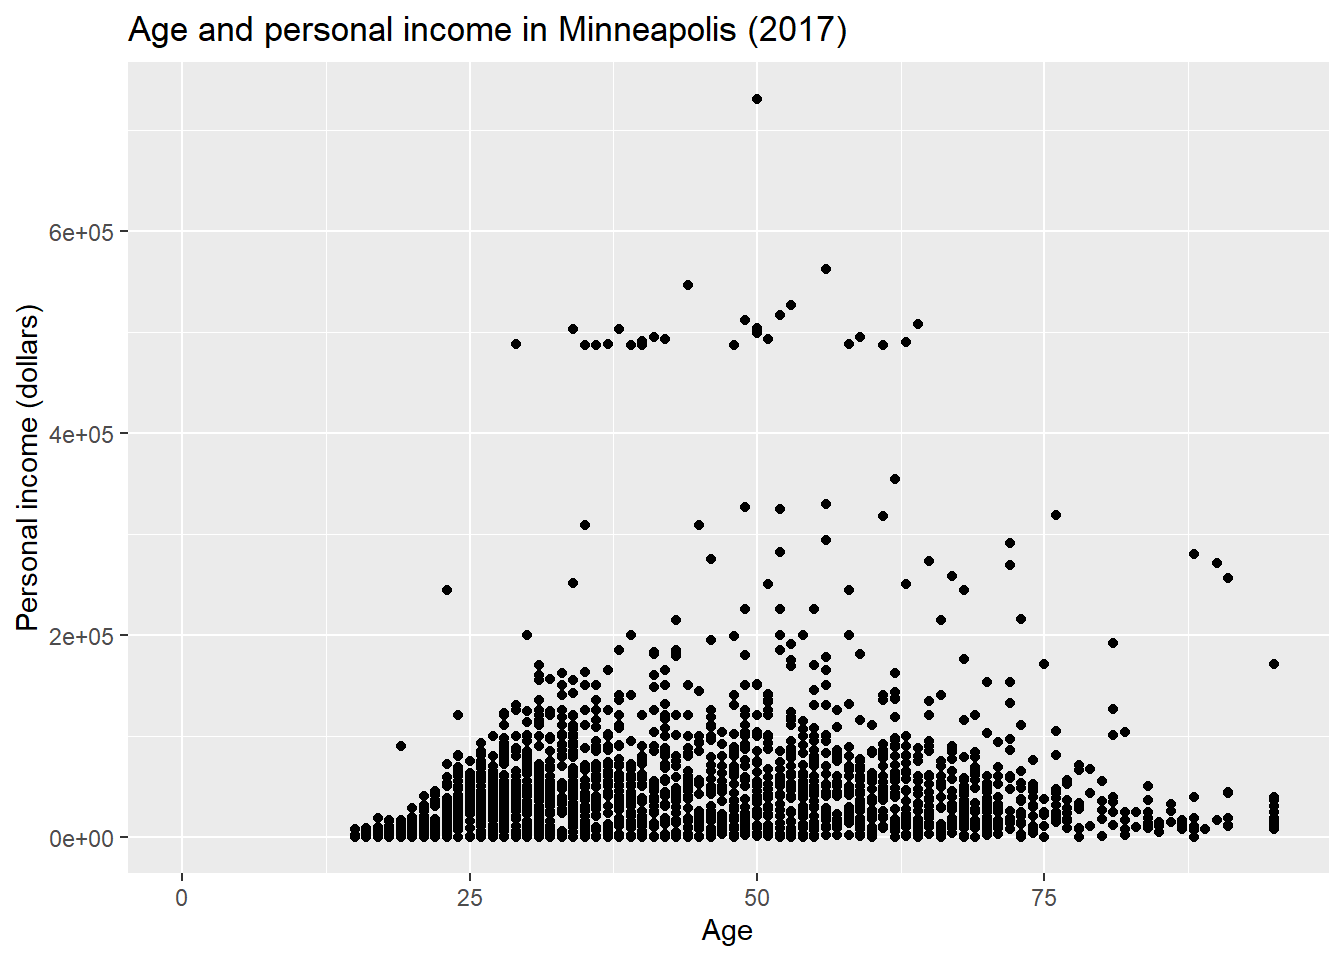 Age and personal income in Minneapolis (2017)
Personal income (dollars)
6e+05
4e+05
2e+05
0e+00
0 25 50 75
Age